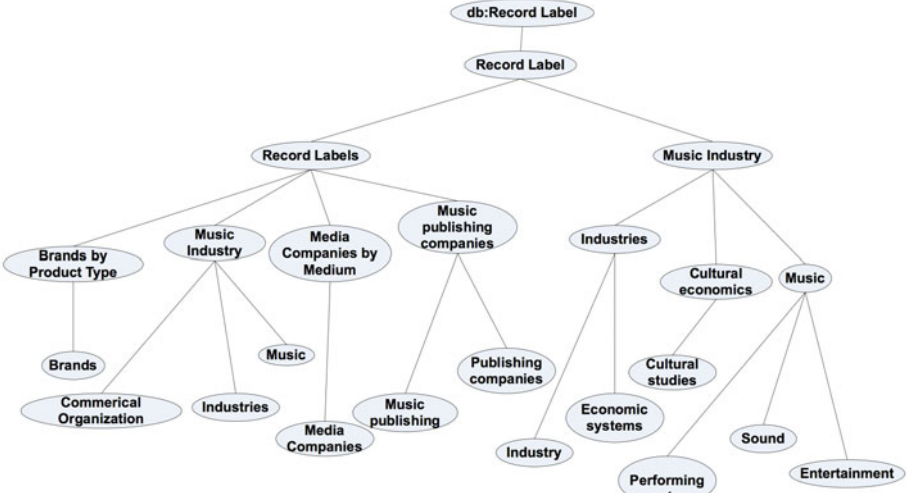 db:Record Label
Record Label
Record Labels
Music Industry
Brands by
Product Type
Music
Industry
Media
Companies by
Medium
Music
publishing
companies
Industries
Cultural
economics
Music
Brands
Commerical
Organization
Industries
Music
Media
Companies
Music
publishing
Publishing
companies
Industry
Economic
systems
Cultural
studies
Performing
Sound
Entertainment